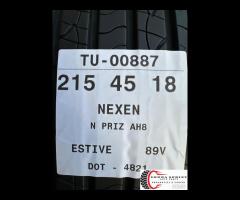 TU-00887
215 45 18
NEXEN
N PRIZ AH8
ESTIVE 89V
DOT - 4821